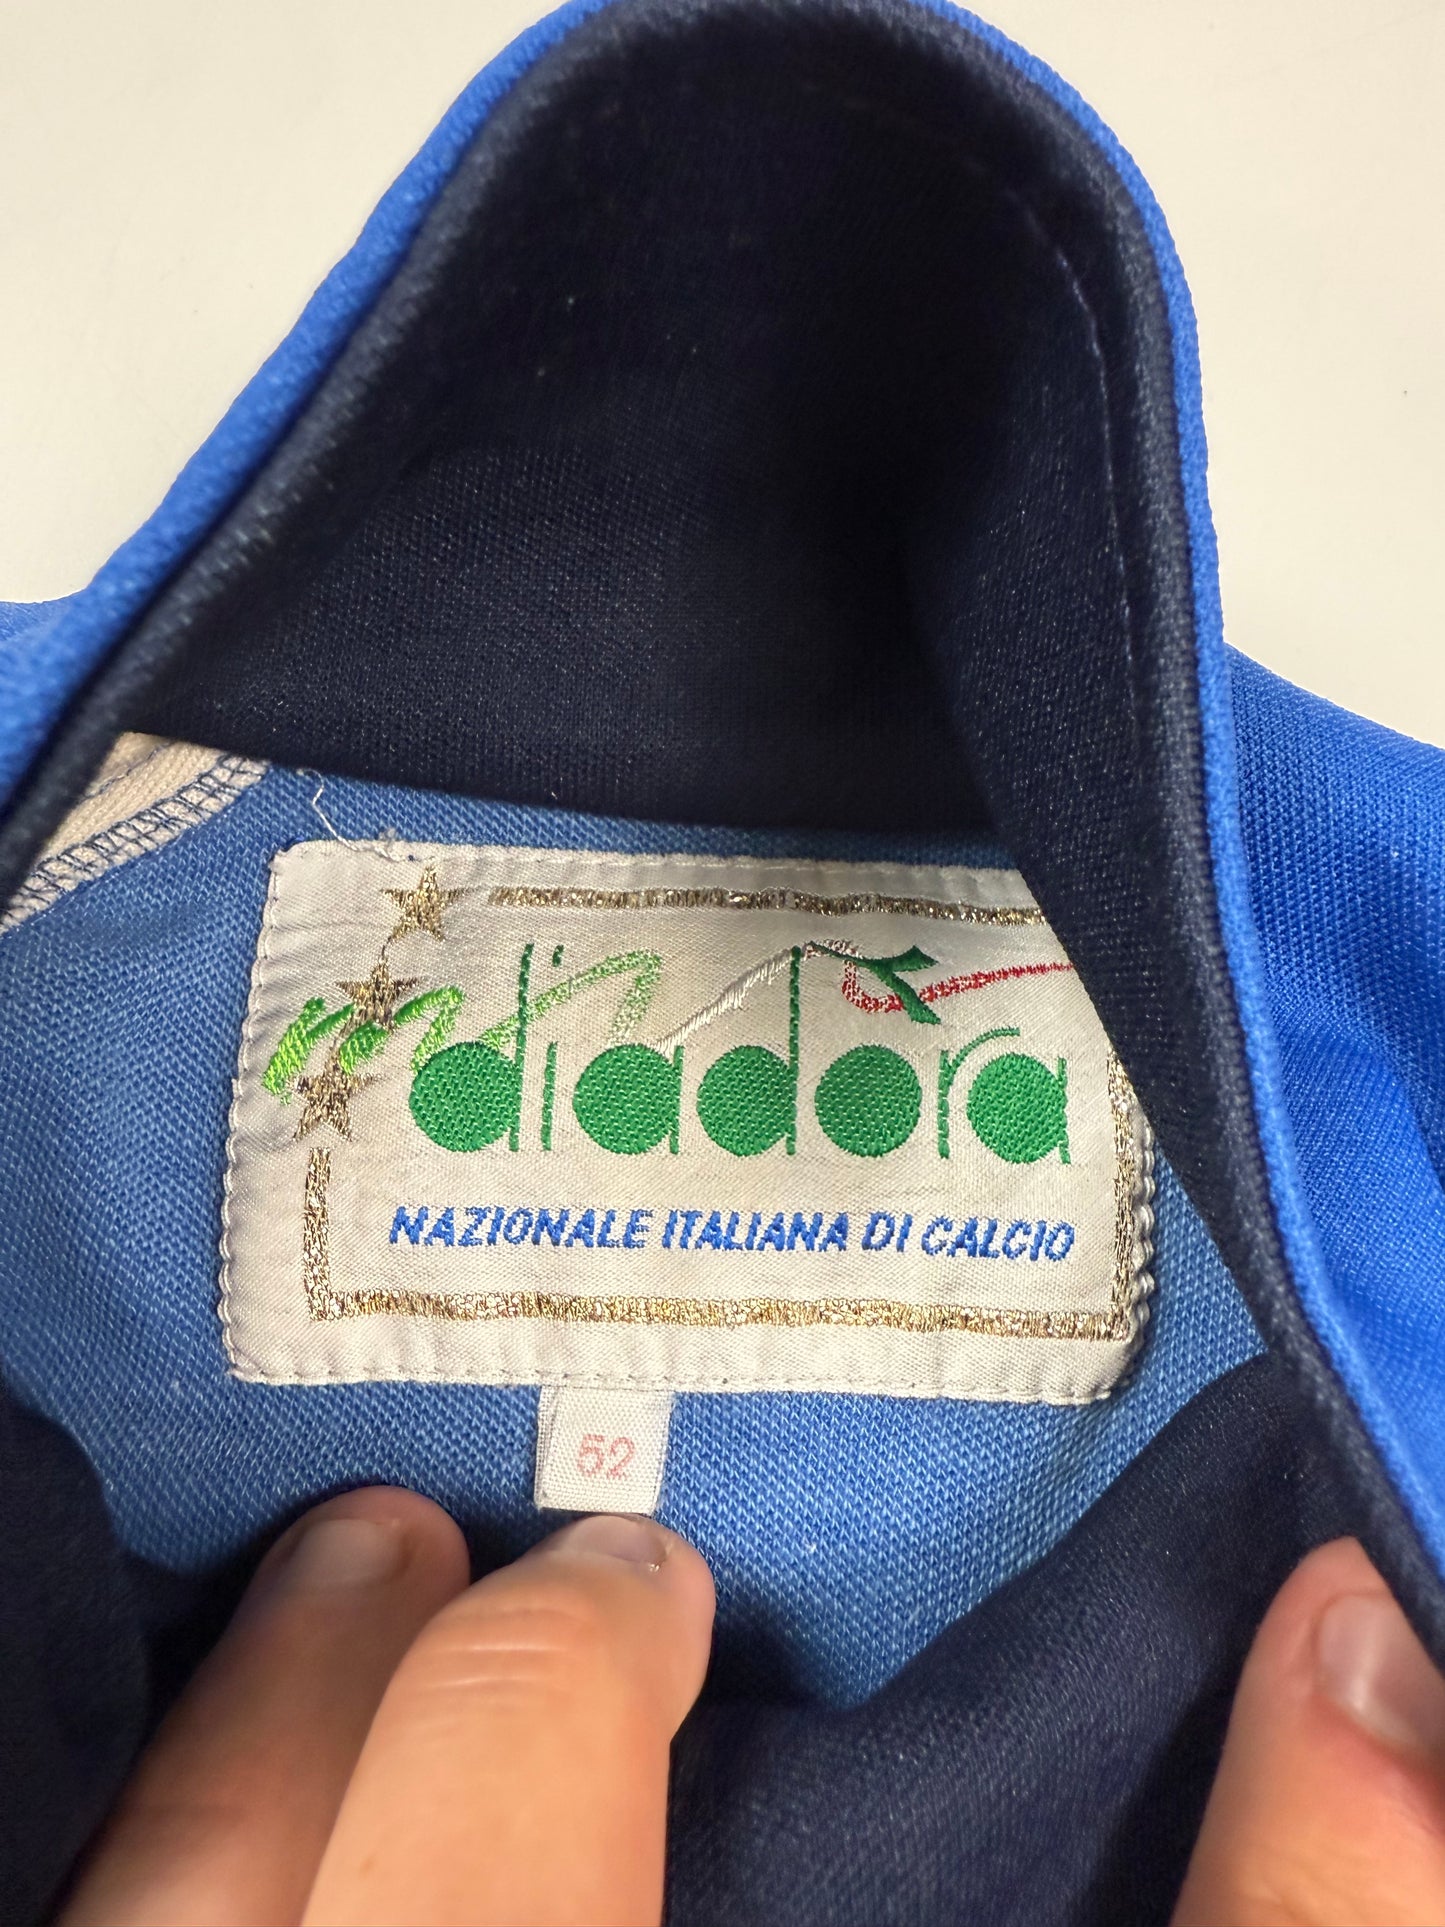 diadora
NAZIONALE ITALIANA DI CALCIO
52